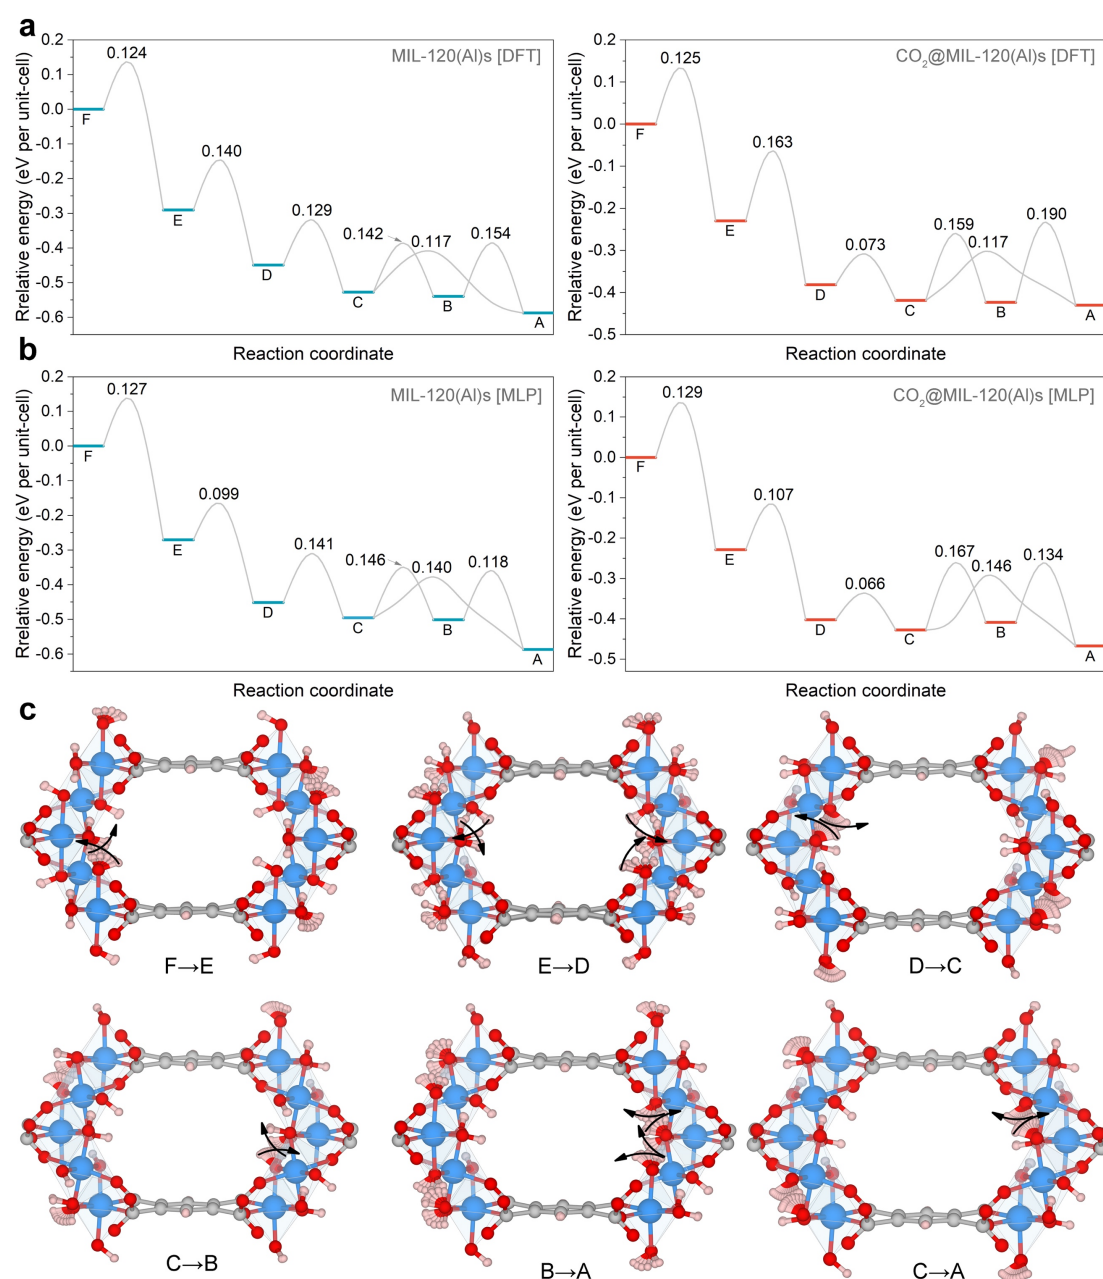 a
MIL-120(Al)s [DFT]
Rrelative energy (eV per unit-cell)
0.2
0.1
0.0
-0.1
-0.2
-0.3
-0.4
-0.5
-0.6
0.124
0.140
0.129
0.142
0.117
0.154
F
E
D
C
B
A
Reaction coordinate
CO₂@MIL-120(Al)s [DFT]
Rrelative energy (eV per unit-cell)
0.2
0.1
0.0
-0.1
-0.2
-0.3
-0.4
-0.5
0.125
0.163
0.073
0.159
0.117
0.190
F
E
D
C
B
A
Reaction coordinate
b
MIL-120(Al)s [MLP]
Rrelative energy (eV per unit-cell)
0.2
0.1
0.0
-0.1
-0.2
-0.3
-0.4
-0.5
-0.6
0.127
0.099
0.141
0.146
0.140
0.118
F
E
D
C
B
A
Reaction coordinate
CO₂@MIL-120(Al)s [MLP]
Rrelative energy (eV per unit-cell)
0.2
0.1
0.0
-0.1
-0.2
-0.3
-0.4
-0.5
0.129
0.107
0.066
0.167
0.146
0.134
F
E
D
C
B
A
Reaction coordinate
c
F→E
E→D
D→C
C→B
B→A
C→A